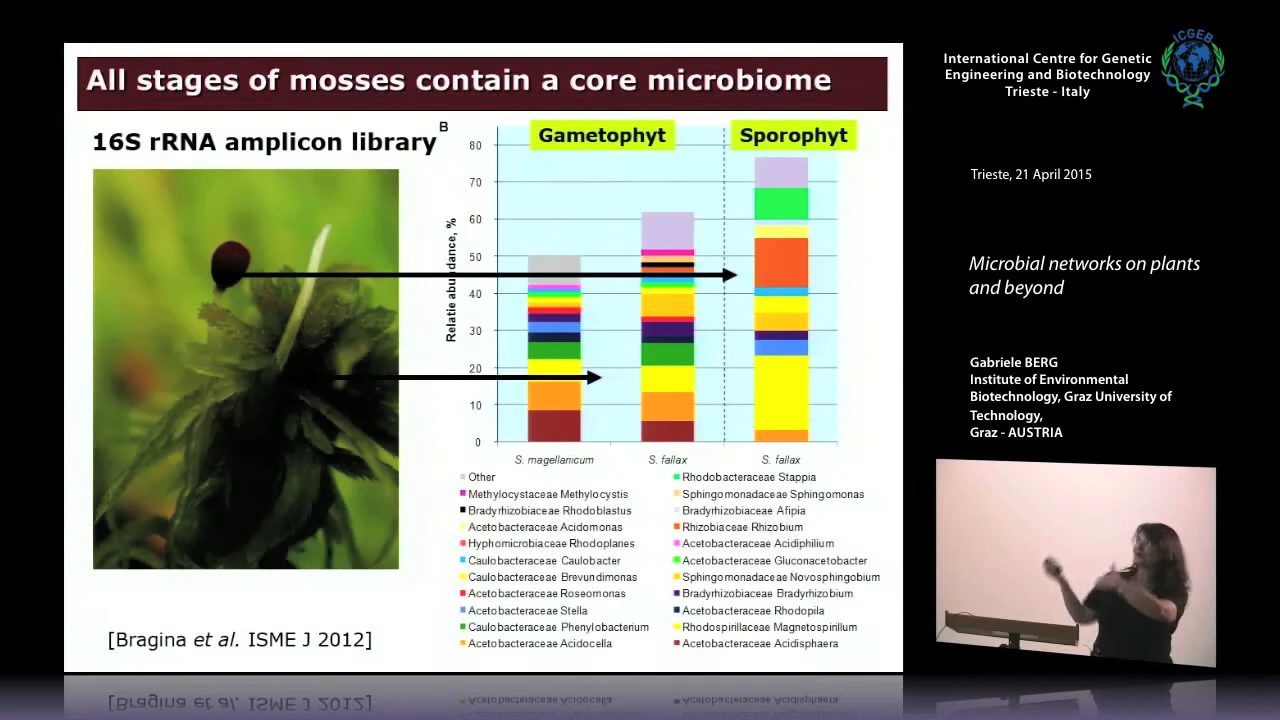 All stages of mosses contain a core microbiome
16S rRNA amplicon library
B
Gametophyt
Sporophyt
80
70
60
50
40
30
20
10
0
Relatie abundance, %
S. magellanicum
S. fallax
S. fallax
Other
Methylocystaceae Methylocystis
Bradyrhizobiaceae Rhodoblastus
Acetobacteraceae Acidomonas
Hyphomicrobiaceae Rhodoplanes
Caulobacteraceae Caulobacter
Caulobacteraceae Brevundimonas
Acetobacteraceae Roseomonas
Acetobacteraceae Stella
Caulobacteraceae Phenylobacterium
Acetobacteraceae Acidocella
Rhodobacteraceae Stappia
Sphingomonadaceae Sphingomonas
Bradyrhizobiaceae Afipia
Rhizobiaceae Rhizobium
Acetobacteraceae Acidiphilium
Acetobacteraceae Gluconacetobacter
Sphingomonadaceae Novosphingobium
Bradyrhizobiaceae Bradyrhizobium
Acetobacteraceae Rhodopila
Rhodospirillaceae Magnetospirillum
Acetobacteraceae Acidisphaera
[Bragina et al. ISME J 2012]
International Centre for Genetic
Engineering and Biotechnology
Trieste - Italy
ICGEB
Trieste, 21 April 2015
Microbial networks on plants
and beyond
Gabriele BERG
Institute of Environmental
Biotechnology, Graz University of
Technology,
Graz - AUSTRIA